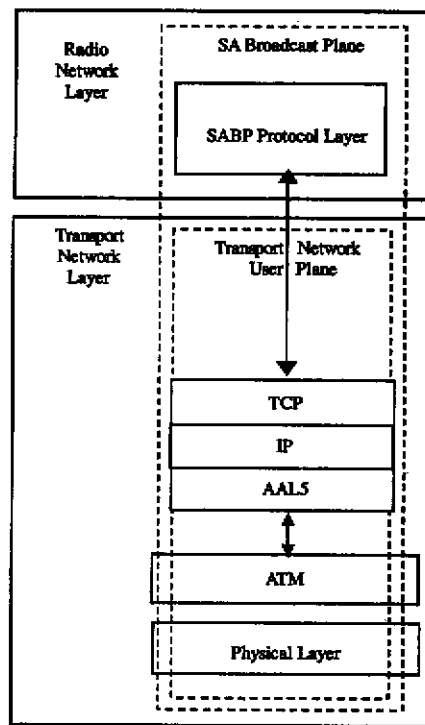 Radio
Network
Layer
SA Broadcast Plane
SABP Protocol Layer
Transport
Network
Layer
Transport Network
User Plane
TCP
IP
AAL5
ATM
Physical Layer